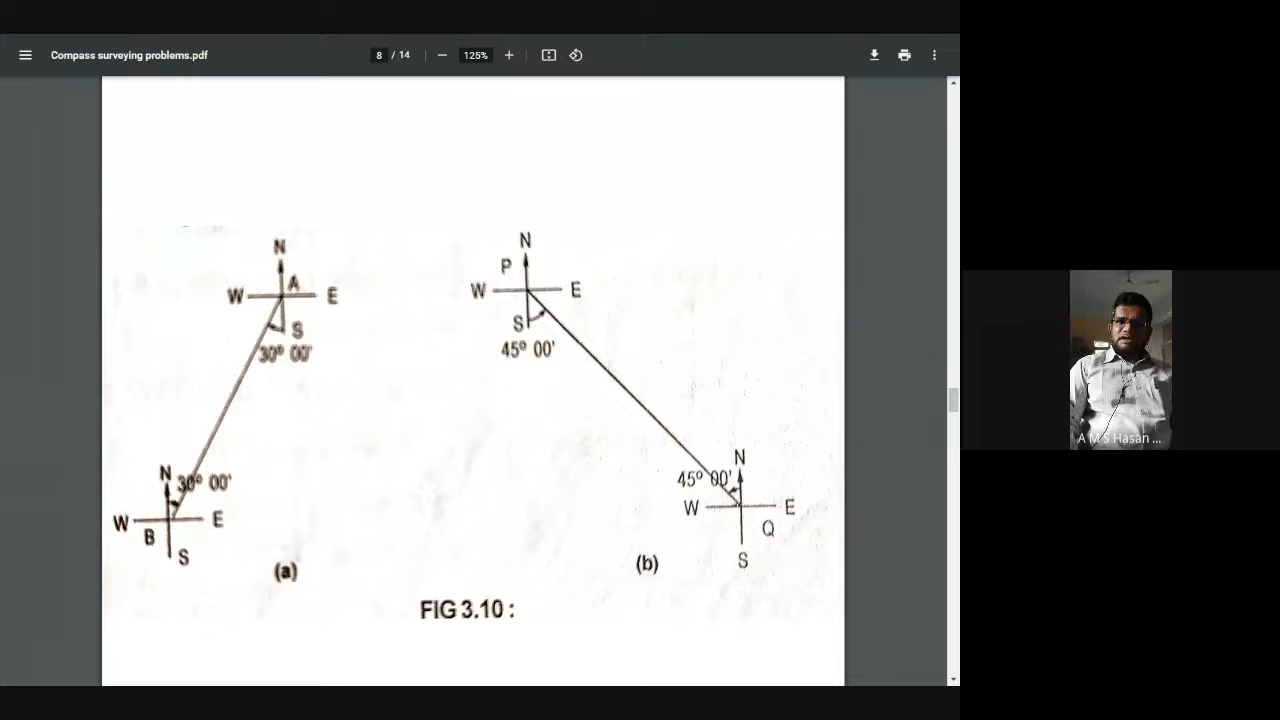 Compass surveying problems.pdf
8 / 14
125%
N
A
W
E
S
30° 00'
N
30° 00'
W
E
B
S
(a)
N
P
W
E
S
45° 00'
N
45° 00'
W
E
Q
S
(b)
FIG 3.10 :
A M S Hasan ...